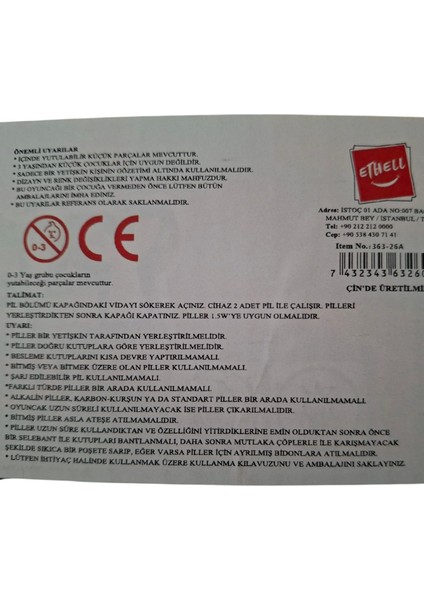 ÖNEMLİ UYARILAR
* İÇİNDE YUTULABİLİR KÜÇÜK PARÇALAR MEVCUTTUR.
* 3 YAŞINDAN KÜÇÜK ÇOCUKLAR İÇİN UYGUN DEĞİLDİR.
* SADECE BİR YETİŞKİN KİŞİNİN GÖZETİMİ ALTINDA KULLANILMALIDIR.
* DİZAYN VE RENK DEĞİŞİKLİKLERİ YAPMA HAKKI MAHFUZDUR.
* BU OYUNCAĞI BİR ÇOCUĞA VERMEDEN ÖNCE LÜTFEN BÜTÜN
AMBALAJLARINI İMHA EDİNİZ.
* BU UYARILAR REFERANS OLARAK SAKLANMALIDIR.
ETHELL
Adres: İSTOÇ 01 ADA NO:007 BA
MAHMUT BEY / İSTANBUL / T
Tel: +90 212 212 0000
Cep: +90 538 430 71 41
Item No.: 363-26A
7 432343 63260
ÇİN'DE ÜRETİLMİ
0-3
CE
0-3 Yaş grubu çocukların
yutabileceği parçalar mevcuttur.
TALİMAT:
PİL BÖLÜMÜ KAPAĞINDAKİ VIDAYI SÖKEREK AÇINIZ. CİHAZ 2 ADET PİL İLE ÇALIŞIR. PİLLERİ
YERLEŞTİRDİKTEN SONRA KAPAĞI KAPATINIZ. PİLLER 1.5W'YE UYGUN OLMALIDIR.
UYARI:
* PİLLER BİR YETİŞKİN TARAFINDAN YERLEŞTİRİLMELİDİR.
* PİLLER DOĞRU KUTUPLARA GÖRE YERLEŞTİRİLMELİDİR.
* BESLEME KUTUPLARINI KISA DEVRE YAPTIRILMAMALI.
* BİTMİŞ VEYA BİTMEK ÜZERE OLAN PİLLER KULLANILMAMALI.
* ŞARJ EDİLEBİLİR PİL KULLANILMAMALI.
*FARKLI TÜRDE PİLLER BİR ARADA KULLANILMAMALI.
* ALKALİN PİLLER, KARBON-KURŞUN YA DA STANDART PİLLER BİR ARADA KULLANILMAMALI
* OYUNCAK UZUN SÜRELİ KULLANILMAYACAK İSE PİLLER ÇIKARILMALIDIR.
* BİTMİŞ PİLLER ASLA ATEŞE ATILMAMALIDIR.
* PİLLER UZUN SÜRE KULLANDIKTAN VE ÖZELLİĞİNİ YİTİRDİKLERİNE EMİN OLDUKTAN SONRA ÖNCE
BİR SELEBANT İLE KUTUPLARI BANTLANMALI, DAHA SONRA MUTLAKA ÇÖPLERLE KARIŞMAYACAK
ŞEKİLDE SIKICA BİR POŞETE SARIP, EĞER VARSA PİLLER İÇİN AYRILMIŞ BİDONLARA ATILMALIDIR.
* LÜTFEN İHTİYAÇ HALİNDE KULLANMAK ÜZERE KULLANMA KILAVUZUNU VE AMBALAJINI SAKLAYINIZ.